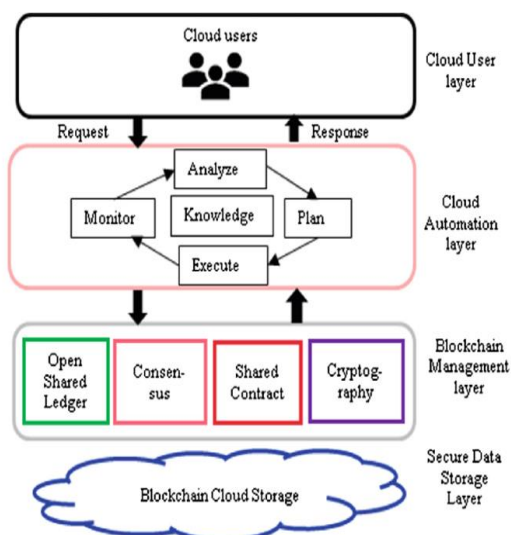 Cloud users
Cloud User
layer
Request
Response
Analyze
Monitor
Knowledge
Plan
Execute
Cloud
Automation
layer
Open
Shared
Ledger
Consen-
sus
Shared
Contract
Cryptog-
raphy
Blockchain
Management
layer
Blockchain Cloud Storage
Secure Data
Storage
Layer